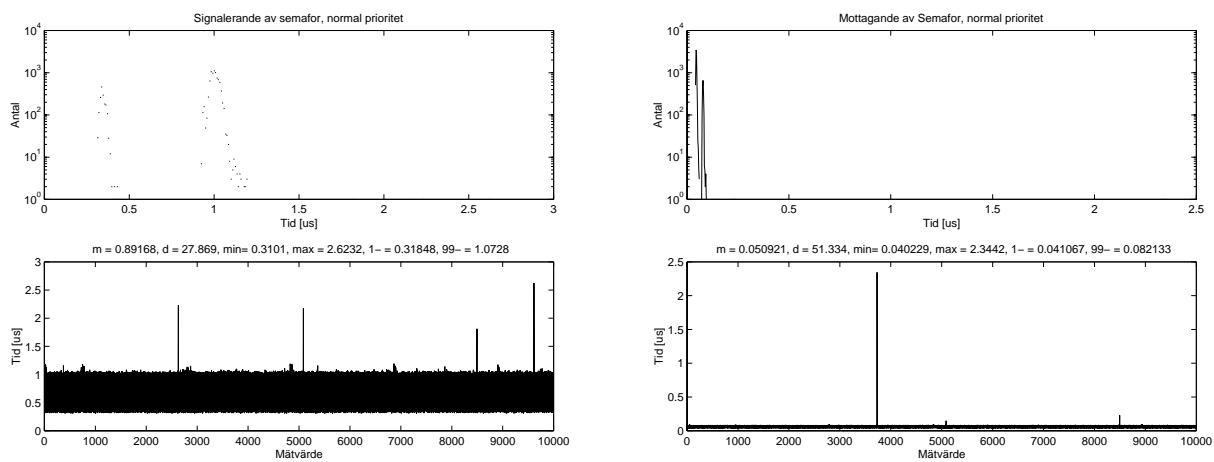 Signalerande av semafor, normal prioritet
Antal
10^4
10^3
10^2
10^1
10^0
0 0.5 1 1.5 2 2.5 3
Tid [us]
m = 0.89168, d = 27.869, min= 0.3101, max = 2.6232, 1− = 0.31848, 99− = 1.0728
Tid [us]
3
2.5
2
1.5
1
0.5
0
0 1000 2000 3000 4000 5000 6000 7000 8000 9000 10000
Mätvärde
Mottagande av Semafor, normal prioritet
Antal
10^4
10^3
10^2
10^1
10^0
0 0.5 1 1.5 2 2.5
Tid [us]
m = 0.050921, d = 51.334, min= 0.040229, max = 2.3442, 1− = 0.041067, 99− = 0.082133
Tid [us]
2.5
2
1.5
1
0.5
0
0 1000 2000 3000 4000 5000 6000 7000 8000 9000 10000
Mätvärde